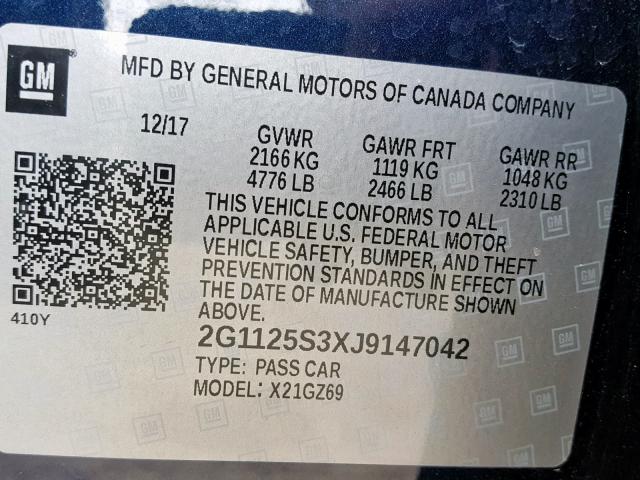 GM
MFD BY GENERAL MOTORS OF CANADA COMPANY
12/17
GVWR
2166 KG
4776 LB
GAWR FRT
1119 KG
2466 LB
GAWR RR
1048 KG
2310 LB
THIS VEHICLE CONFORMS TO ALL
APPLICABLE U.S. FEDERAL MOTOR
VEHICLE SAFETY, BUMPER, AND THEFT
PREVENTION STANDARDS IN EFFECT ON
THE DATE OF MANUFACTURE SHOWN
ABOVE.
410Y
2G1125S3XJ9147042
TYPE: PASS CAR
MODEL: X21GZ69